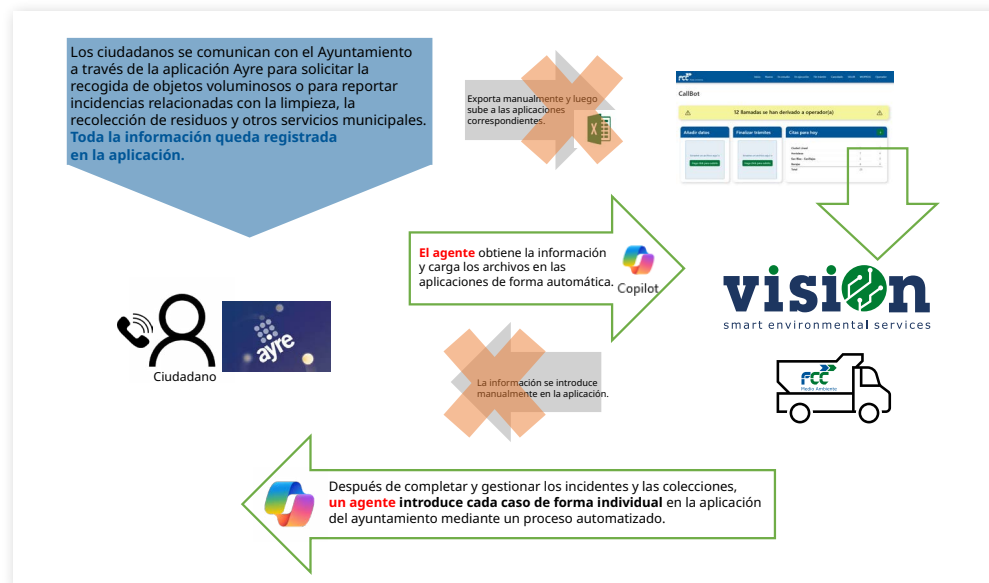 Los ciudadanos se comunican con el Ayuntamiento
a través de la aplicación Ayre para solicitar la
recogida de objetos voluminosos o para reportar
incidencias relacionadas con la limpieza, la
recolección de residuos y otros servicios municipales.
Toda la información queda registrada
en la aplicación.
Exporta manualmente y luego
sube a las aplicaciones
correspondientes.
FCC
CallBot
12 llamadas se han derivado a operador(a)
Añadir datos
Finalizar trámites
Citas para hoy
Total
El agente obtiene la información
y carga los archivos en las
aplicaciones de forma automática.
Copilot
vision
smart environmental services
ayre
Ciudadano
La información se introduce
manualmente en la aplicación.
FCC
Medio Ambiente
Después de completar y gestionar los incidentes y las colecciones,
un agente introduce cada caso de forma individual en la aplicación
del ayuntamiento mediante un proceso automatizado.